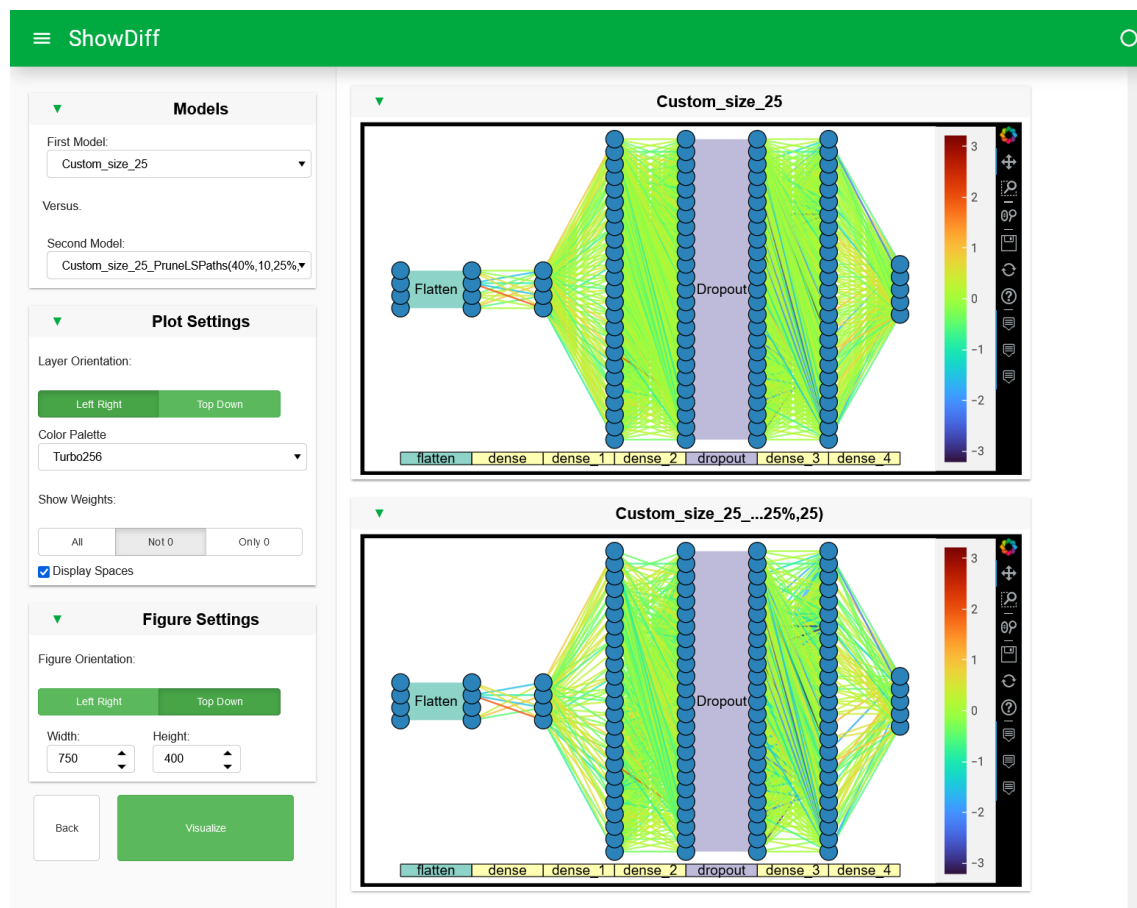 ShowDiff
Models
First Model:
Custom_size_25
Versus.
Second Model:
Custom_size_25_PruneLSPaths(40%,10,25%,
Plot Settings
Layer Orientation:
Left Right Top Down
Color Palette
Turbo256
Show Weights:
All Not 0 Only 0
Display Spaces
Figure Settings
Figure Orientation:
Left Right Top Down
Width: Height:
750 400
Back Visualize
Custom_size_25
Flatten Dropout
flatten dense dense_1 dense_2 dropout dense_3 dense_4
3
2
1
0
−1
−2
−3
Custom_size_25_...25%,25)
Flatten Dropout
flatten dense dense_1 dense_2 dropout dense_3 dense_4
3
2
1
0
−1
−2
−3